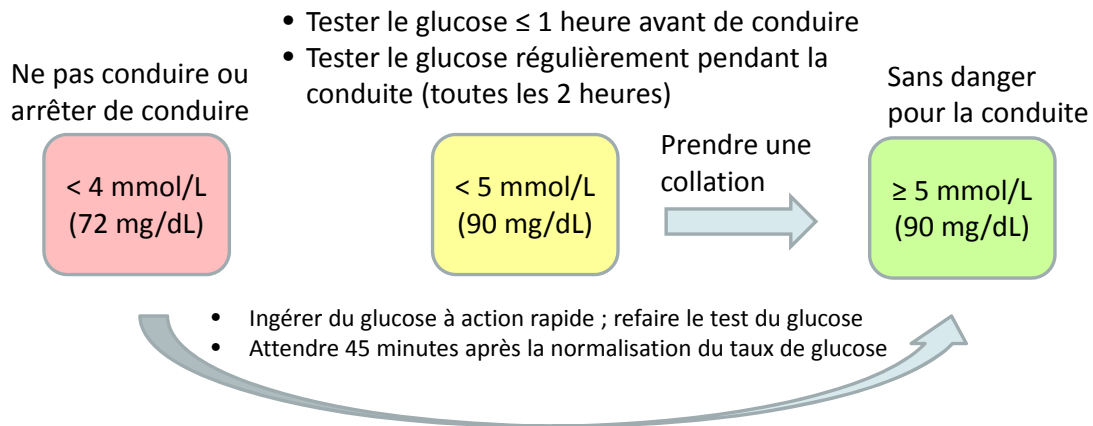 • Tester le glucose ≤ 1 heure avant de conduire
• Tester le glucose régulièrement pendant la
conduite (toutes les 2 heures)
Ne pas conduire ou
arrêter de conduire
< 4 mmol/L
(72 mg/dL)
< 5 mmol/L
(90 mg/dL)
Prendre une
collation
Sans danger
pour la conduite
≥ 5 mmol/L
(90 mg/dL)
• Ingérer du glucose à action rapide ; refaire le test du glucose
• Attendre 45 minutes après la normalisation du taux de glucose